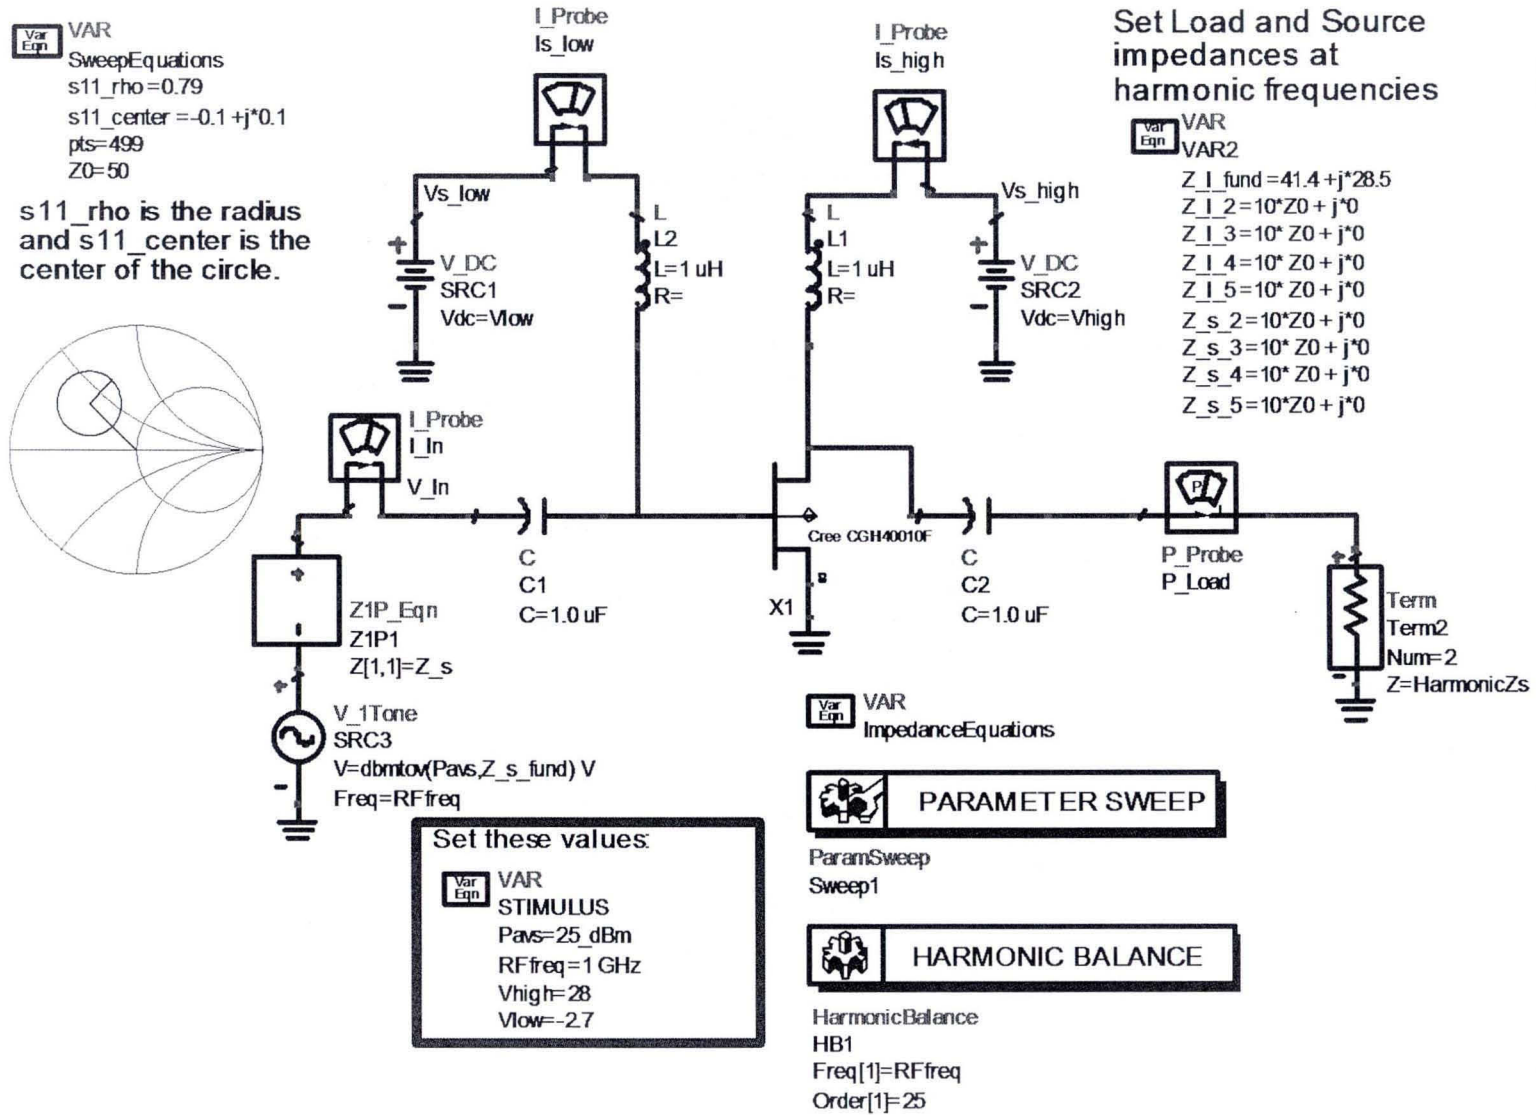 Var
Eqn
VAR
SweepEquations
s11_rho=0.79
s11_center =-0.1 +j*0.1
pts=499
Z0=50
s11_rho is the radius
and s11_center is the
center of the circle.
I_Probe
Is_low
I_Probe
Is_high
Set Load and Source
impedances at
harmonic frequencies
Var
Eqn
VAR
VAR2
Z_l_fund =41.4 +j*28.5
Z_l_2=10*Z0 + j*0
Z_l_3=10* Z0 + j*0
Z_l_4=10* Z0 + j*0
Z_l_5=10* Z0 + j*0
Z_s_2=10*Z0 + j*0
Z_s_3=10* Z0 + j*0
Z_s_4=10* Z0 + j*0
Z_s_5=10*Z0 + j*0
Vs_low
+
V_DC
SRC1
Vdc=Vlow
-
L
L2
L=1 uH
R=
L
L1
L=1 uH
R=
Vs_high
+
V_DC
SRC2
Vdc=Vhigh
-
I_Probe
I_In
V_In
C
C1
C=1.0 uF
Cree CGH40010F
X1
C
C2
C=1.0 uF
P
P_Probe
P_Load
+
Term
Term2
Num=2
Z=HarmonicZs
-
+
-
Z1P_Eqn
Z1P1
Z[1,1]=Z_s
+
V_1Tone
SRC3
V=dbmtov(Pavs,Z_s_fund) V
Freq=RFfreq
-
Set these values:
Var
Eqn
VAR
STIMULUS
Pavs=25_dBm
RFfreq=1 GHz
Vhigh=28
Vlow=-2.7
Var
Eqn
VAR
ImpedanceEquations
PARAMETER SWEEP
ParamSweep
Sweep1
HARMONIC BALANCE
HarmonicBalance
HB1
Freq[1]=RFfreq
Order[1]=25